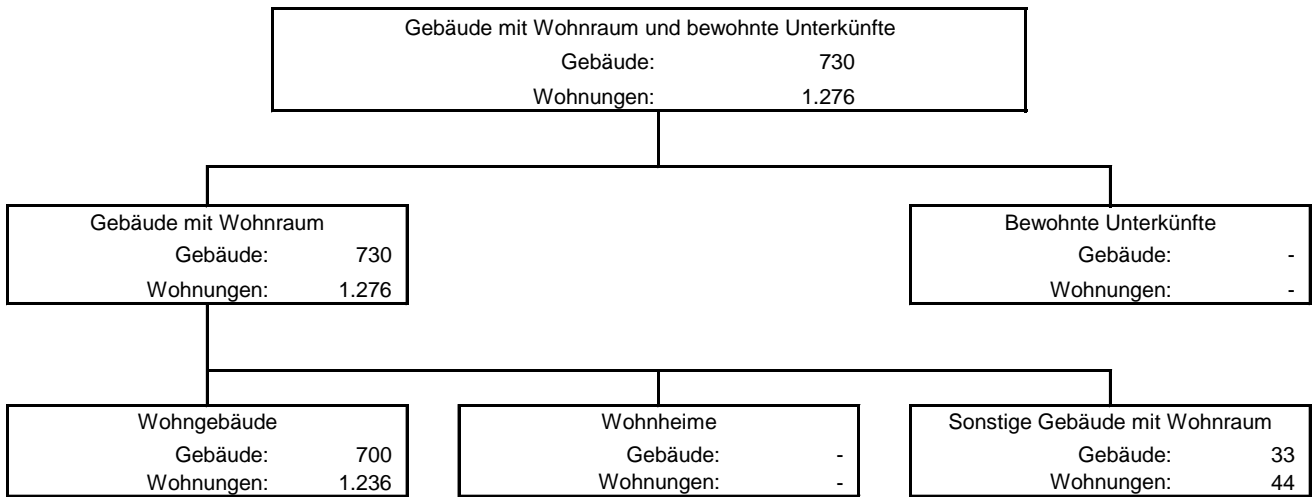 Gebäude mit Wohnraum und bewohnte Unterkünfte
Gebäude: 730
Wohnungen: 1.276
Gebäude mit Wohnraum
Gebäude: 730
Wohnungen: 1.276
Bewohnte Unterkünfte
Gebäude: -
Wohnungen: -
Wohngebäude
Gebäude: 700
Wohnungen: 1.236
Wohnheime
Gebäude: -
Wohnungen: -
Sonstige Gebäude mit Wohnraum
Gebäude: 33
Wohnungen: 44